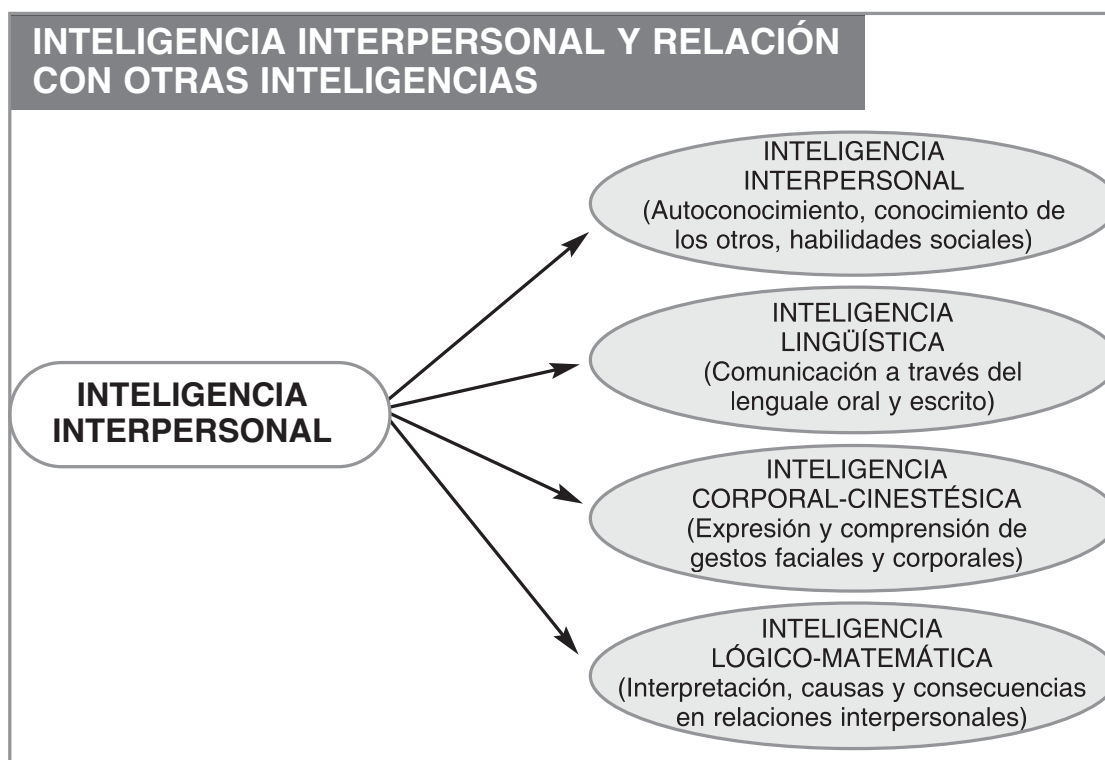 INTELIGENCIA INTERPERSONAL Y RELACIÓN
CON OTRAS INTELIGENCIAS
INTELIGENCIA
INTERPERSONAL
INTELIGENCIA
INTERPERSONAL
(Autoconocimiento, conocimiento de
los otros, habilidades sociales)
INTELIGENCIA
LINGÜÍSTICA
(Comunicación a través del
lenguale oral y escrito)
INTELIGENCIA
CORPORAL-CINESTÉSICA
(Expresión y comprensión de
gestos faciales y corporales)
INTELIGENCIA
LÓGICO-MATEMÁTICA
(Interpretación, causas y consecuencias
en relaciones interpersonales)